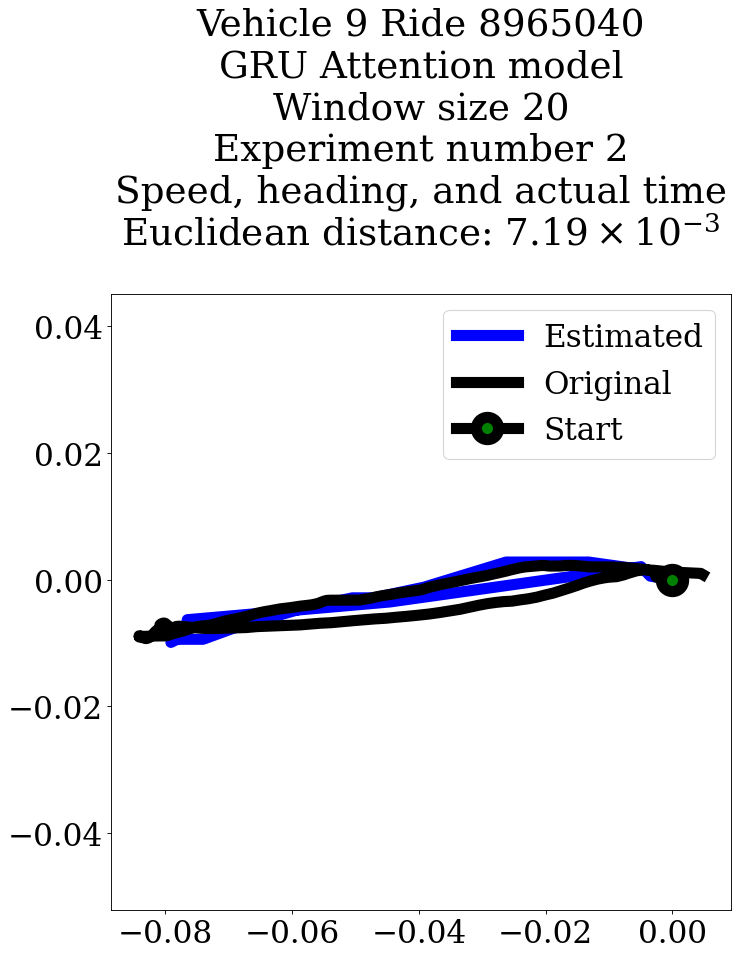 Vehicle 9 Ride 8965040
GRU Attention model
Window size 20
Experiment number 2
Speed, heading, and actual time
Euclidean distance: 7.19 × 10⁻³
Estimated
Original
Start
0.04
0.02
0.00
−0.02
−0.04
−0.08 −0.06 −0.04 −0.02 0.00